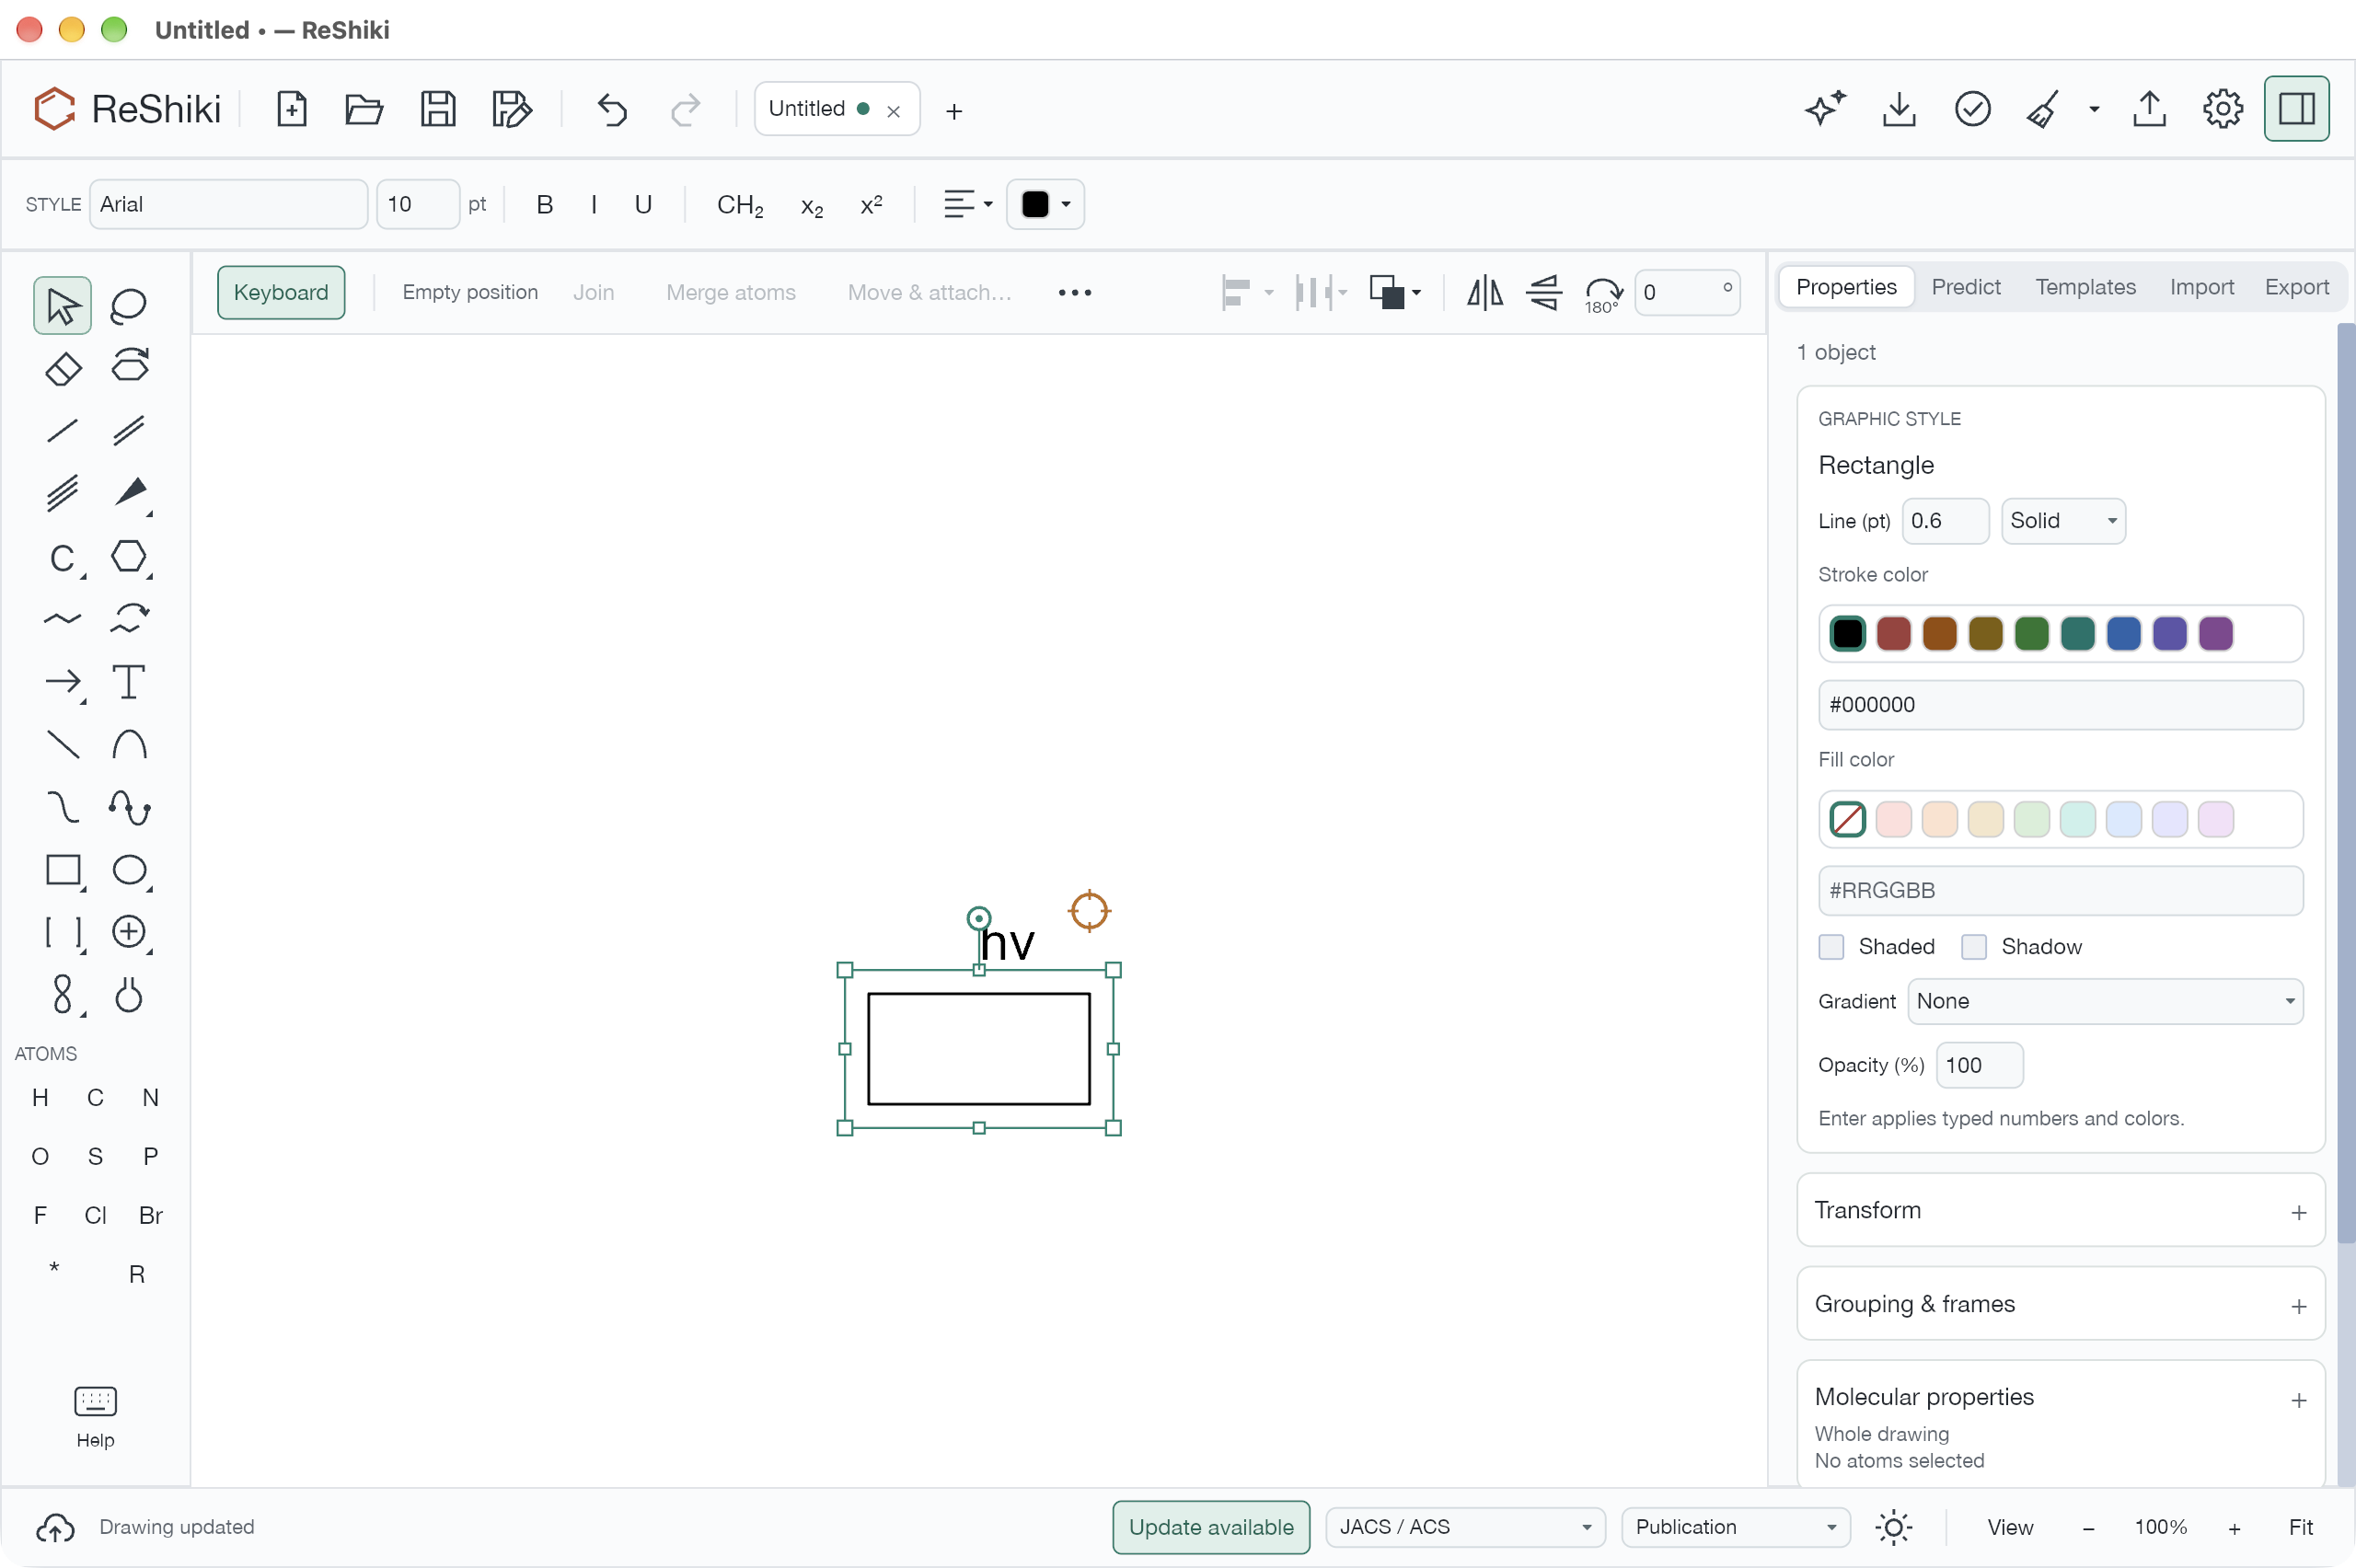 Untitled • — ReShiki
ReShiki
Untitled
STYLE Arial 10 pt B I U CH₂ x₂ x²
Keyboard Empty position Join Merge atoms Move & attach... 180° 0 °
Properties Predict Templates Import Export
1 object
GRAPHIC STYLE
Rectangle
Line (pt) 0.6 Solid
Stroke color
#000000
Fill color
#RRGGBB
Shaded Shadow
Gradient None
Opacity (%) 100
Enter applies typed numbers and colors.
Transform +
Grouping & frames +
Molecular properties +
Whole drawing
No atoms selected
C
T
hv
ATOMS
H C N
O S P
F Cl Br
* R
Help
Drawing updated
Update available JACS / ACS Publication View – 100% + Fit